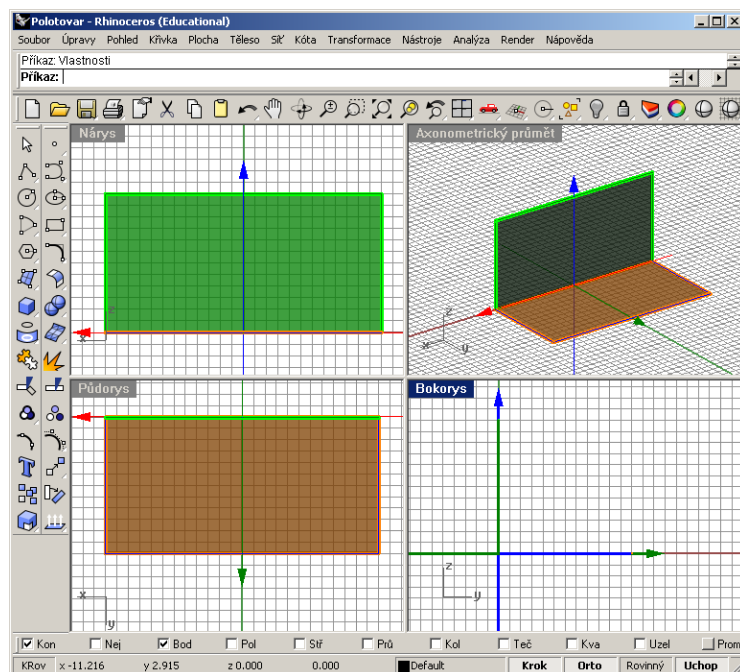 Polotovar - Rhinoceros (Educational)
Soubor Úpravy Pohled Křivka Plocha Těleso Síť Kóta Transformace Nástroje Analýza Render Nápověda
Příkaz: Vlastnosti
Příkaz:
Nárys
Axonometrický průmět
z
x
z
x
y
Půdorys
Bokorys
x
y
z
y
Kon Nej Bod Pol Stř Prů Kol Teč Kva Uzel Prom
KRov x -11.216 y 2.915 z 0.000 0.000 Default Krok Orto Rovinný Uchop